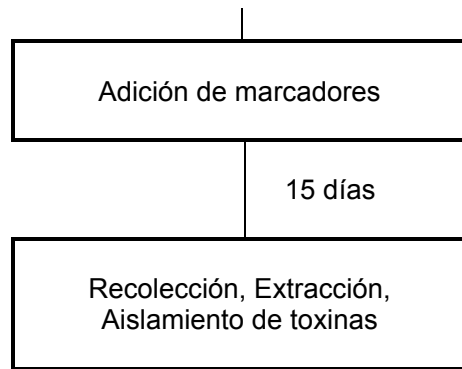 Adición de marcadores
15 días
Recolección, Extracción,
Aislamiento de toxinas